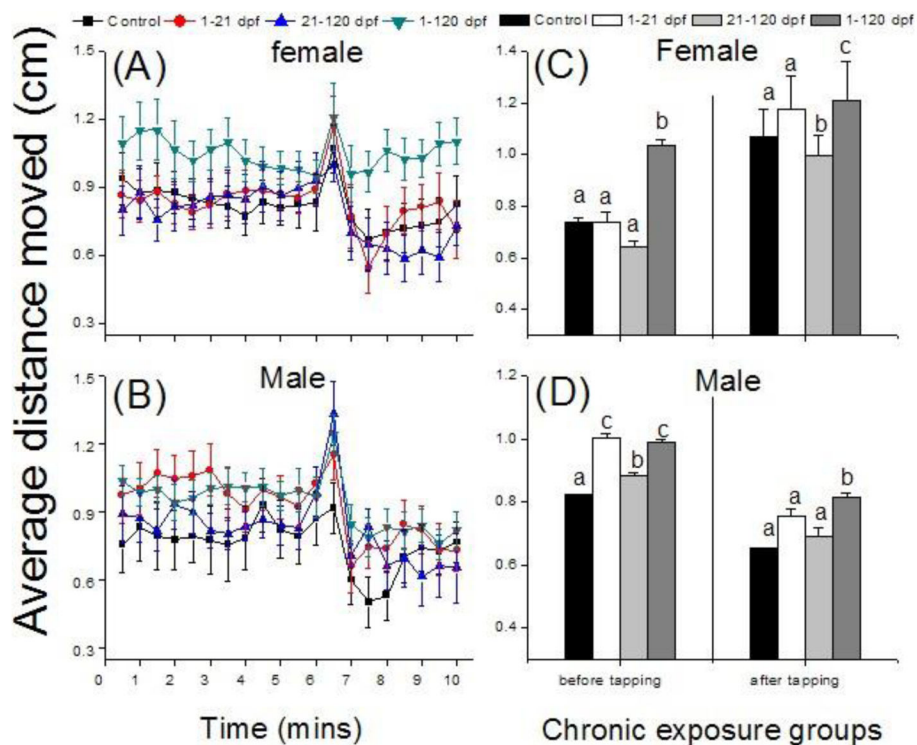 Control 1-21 dpf 21-120 dpf 1-120 dpf
Control 1-21 dpf 21-120 dpf 1-120 dpf
Average distance moved (cm)
(A) female
1.5
1.2
0.9
0.6
0.3
(B) Male
1.5
1.2
0.9
0.6
0.3
0 1 2 3 4 5 6 7 8 9 10
Time (mins)
(C) Female
1.4
1.2
1.0
0.8
0.6
0.4
a a a b
a a b c
(D) Male
1.2
1.0
0.8
0.6
0.4
a c b c
a a a b
before tapping after tapping
Chronic exposure groups